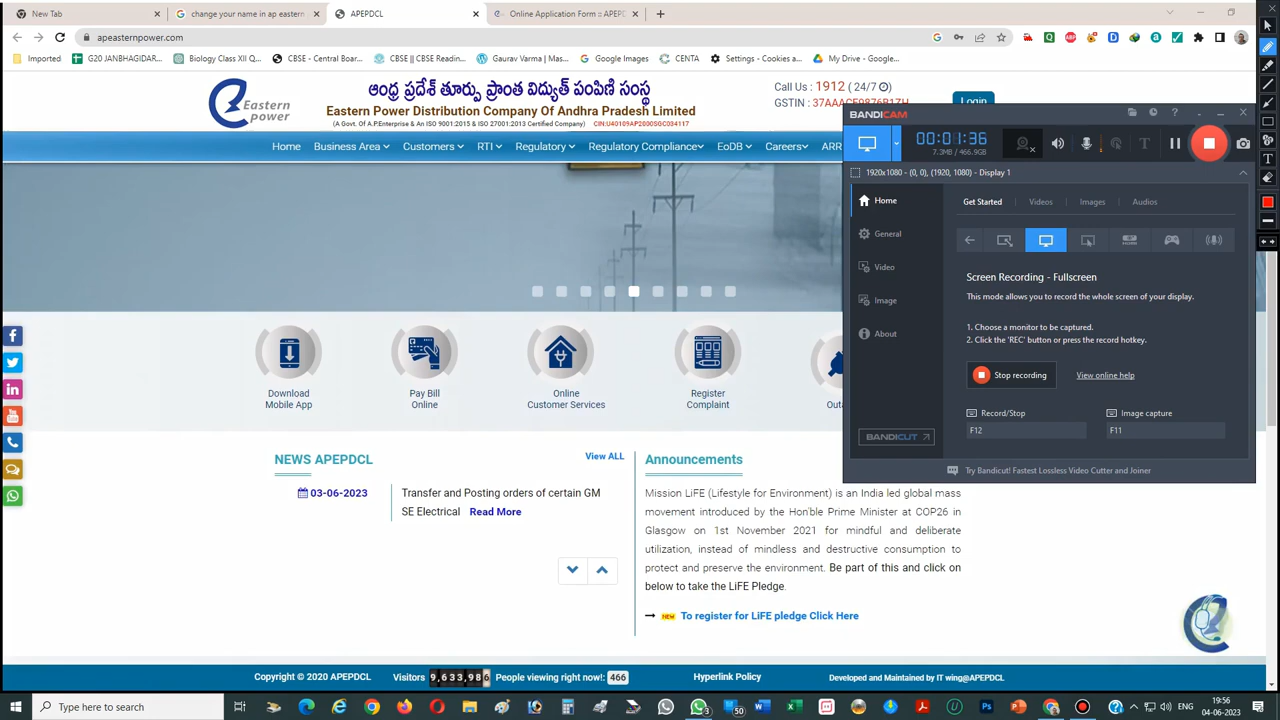 New Tab
change your name in ap eastern
APEPDCL
Online Application Form :: APEPD
apeasternpower.com
Imported
G20 JANBHAGIDAR...
Biology Class XII Q...
CBSE - Central Boar...
CBSE || CBSE Readin...
Gaurav Varma | Mas...
Google Images
CENTA
Settings - Cookies a...
My Drive - Google...
Eastern
power
ఆంధ్ర ప్రదేశ్ తూర్పు ప్రాంత విద్యుత్ పంపిణీ సంస్థ
Eastern Power Distribution Company Of Andhra Pradesh Limited
(A Govt. Of A.P.Enterprise & An ISO 9001:2015 & ISO 27001:2013 Certified Company) CIN:U40109AP2000SGC034117
Call Us : 1912 ( 24/7 )
GSTIN : 37AAACE9876B1ZH
Login
Home
Business Area
Customers
RTI
Regulatory
Regulatory Compliance
EoDB
Careers
ARR
Download
Mobile App
Pay Bill
Online
Online
Customer Services
Register
Complaint
Outa
NEWS APEPDCL
View ALL
03-06-2023
Transfer and Posting orders of certain GM
SE Electrical Read More
Announcements
Mission LiFE (Lifestyle for Environment) is an India led global mass
movement introduced by the Hon'ble Prime Minister at COP26 in
Glasgow on 1st November 2021 for mindful and deliberate
utilization, instead of mindless and destructive consumption to
protect and preserve the environment. Be part of this and click on
below to take the LiFE Pledge.
NEW To register for LiFE pledge Click Here
Copyright © 2020 APEPDCL
Visitors 9,633,986
People viewing right now!: 466
Hyperlink Policy
Developed and Maintained by IT wing@APEPDCL
BANDICAM
00:01:36
7.3MB / 466.9GB
1920x1080 - (0, 0), (1920, 1080) - Display 1
Home
General
Video
Image
About
BANDICUT
Get Started
Videos
Images
Audios
Screen Recording - Fullscreen
This mode allows you to record the whole screen of your display.
1. Choose a monitor to be captured.
2. Click the 'REC' button or press the record hotkey.
Stop recording
View online help
Record/Stop
F12
Image capture
F11
Try Bandicut! Fastest Lossless Video Cutter and Joiner
Type here to search
ENG
19:56
04-06-2023